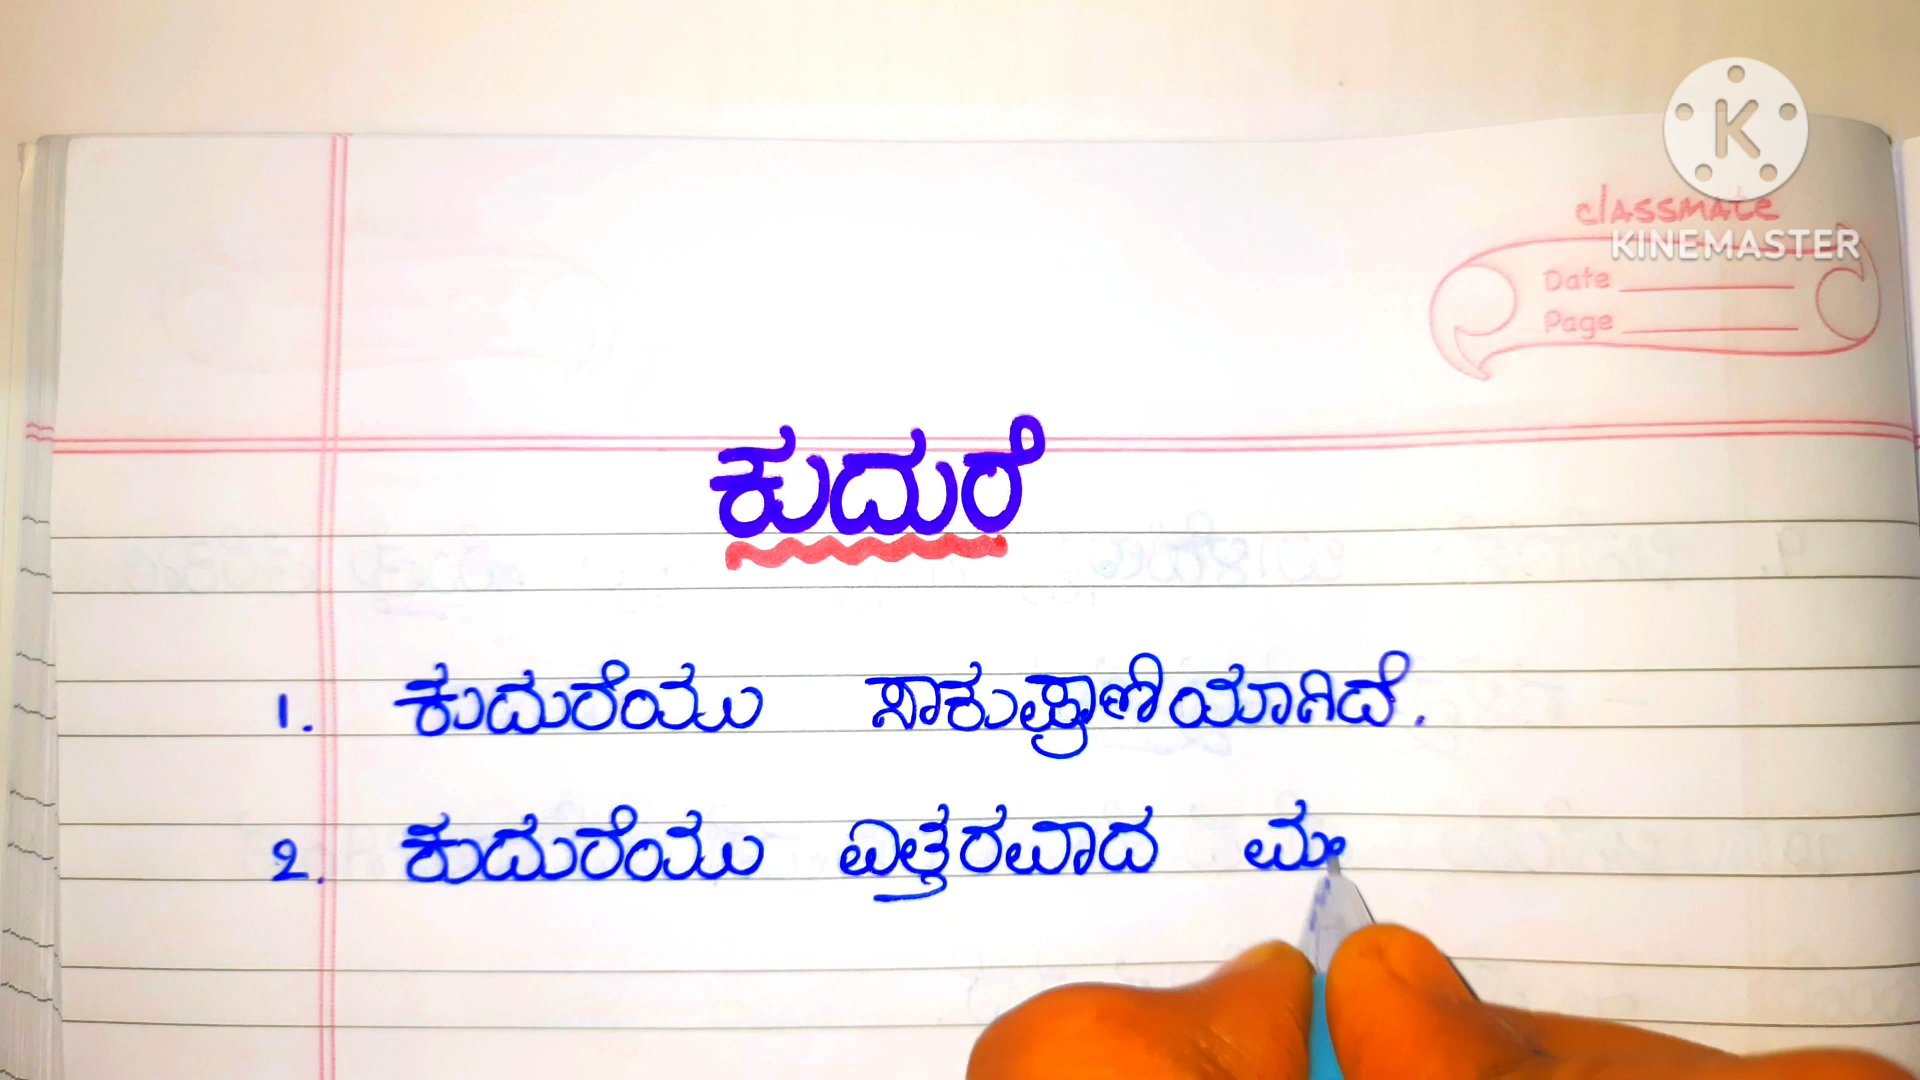 K
classmate
KINEMASTER
Date
Page
ಕುದುರೆ
1. ಕುದುರೆಯು ಸಾಕುಪ್ರಾಣಿಯಾಗಿದೆ.
2. ಕುದುರೆಯು ಎತ್ತರವಾದ